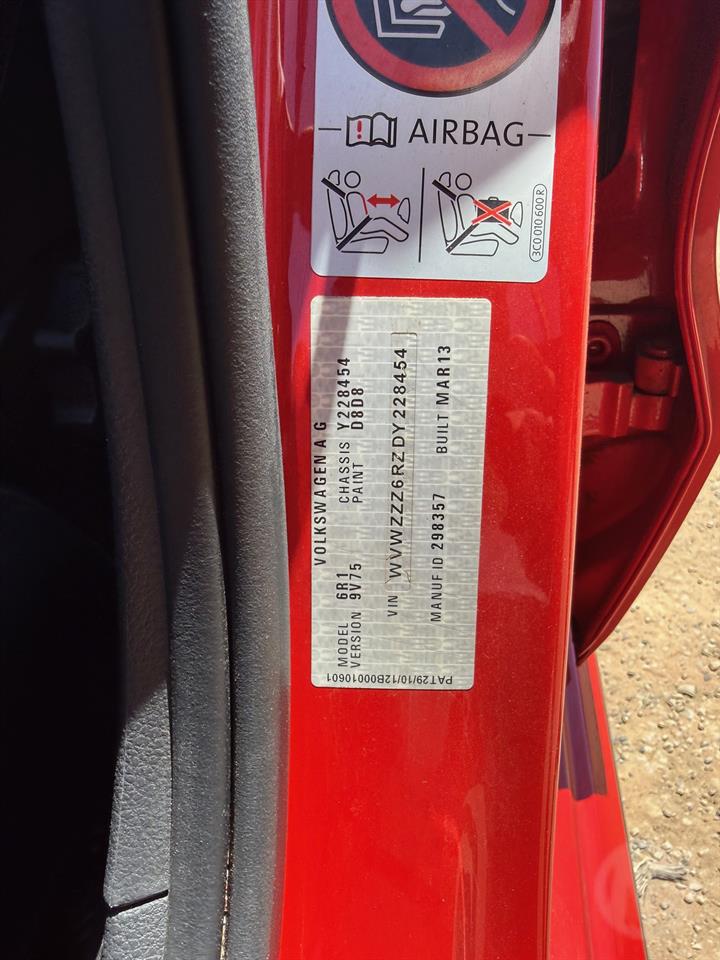 AIRBAG
3C0 010 600 R
VOLKSWAGEN A G
MODEL 6R1 CHASSIS Y228454
VERSION 9V75 PAINT D8D8
VIN WVWZZZ6RZDY228454
MANUF ID 298357 BUILT MAR13
PAT29/10/12B00010601